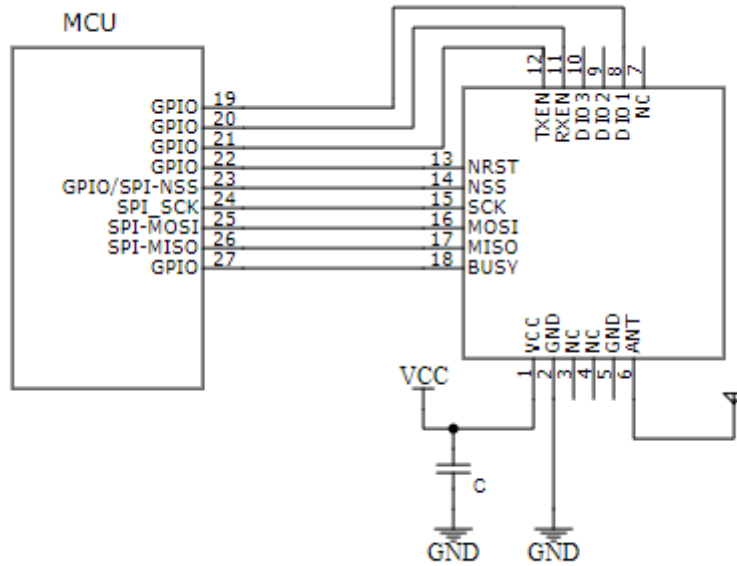 MCU
GPIO 19
GPIO 20
GPIO 21
GPIO 22
GPIO/SPI-NSS 23
SPI_SCK 24
SPI-MOSI 25
SPI-MISO 26
GPIO 27
12 11 10 9 8 7
TXEN RXEN DIO3 DIO2 DIO1 NC
13 NRST
14 NSS
15 SCK
16 MOSI
17 MISO
18 BUSY
VCC GND NC NC GND ANT
1 2 3 4 5 6
VCC
C
GND GND